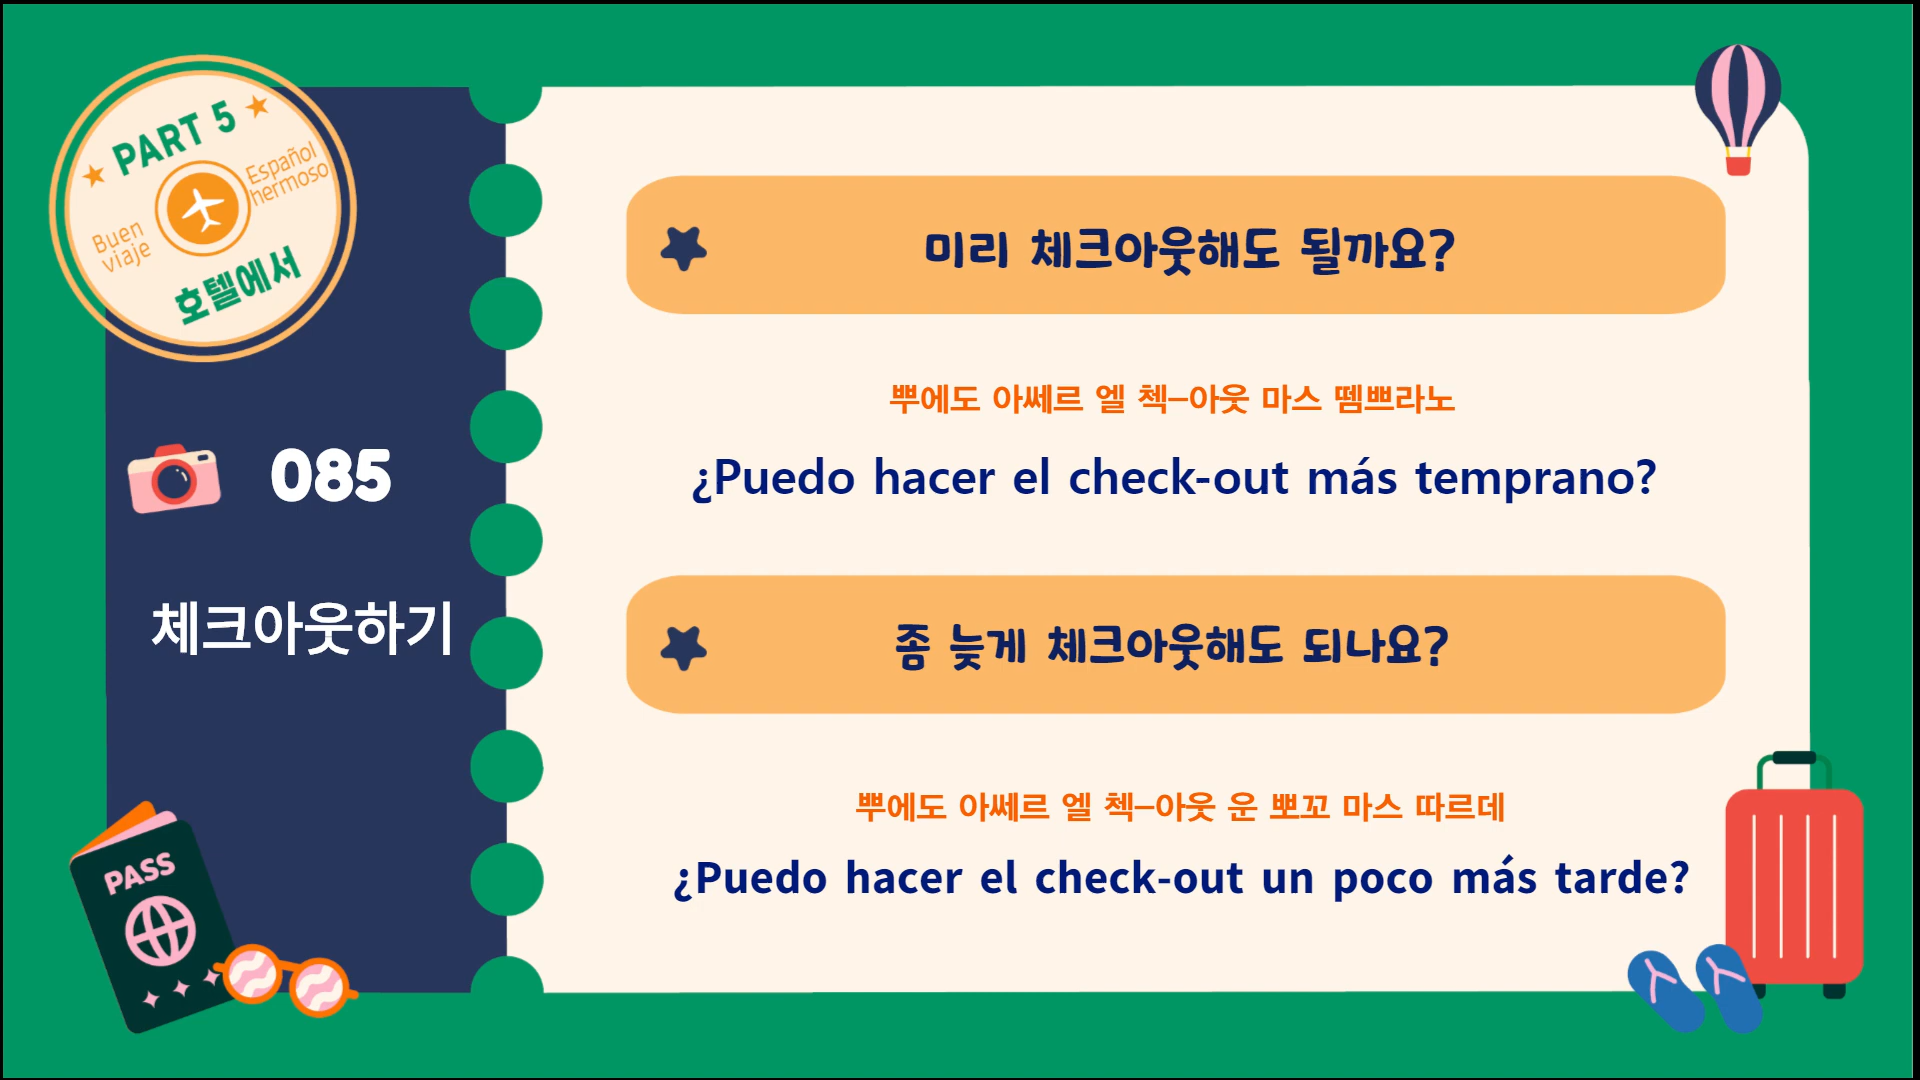 ★ PART 5 ★
Español
hermoso
Buen
viaje
호텔에서
085
체크아웃하기
미리 체크아웃해도 될까요?
뿌에도 아쎄르 엘 첵–아웃 마스 뗌쁘라노
¿Puedo hacer el check-out más temprano?
좀 늦게 체크아웃해도 되나요?
뿌에도 아쎄르 엘 첵–아웃 운 뽀꼬 마스 따르데
¿Puedo hacer el check-out un poco más tarde?
PASS